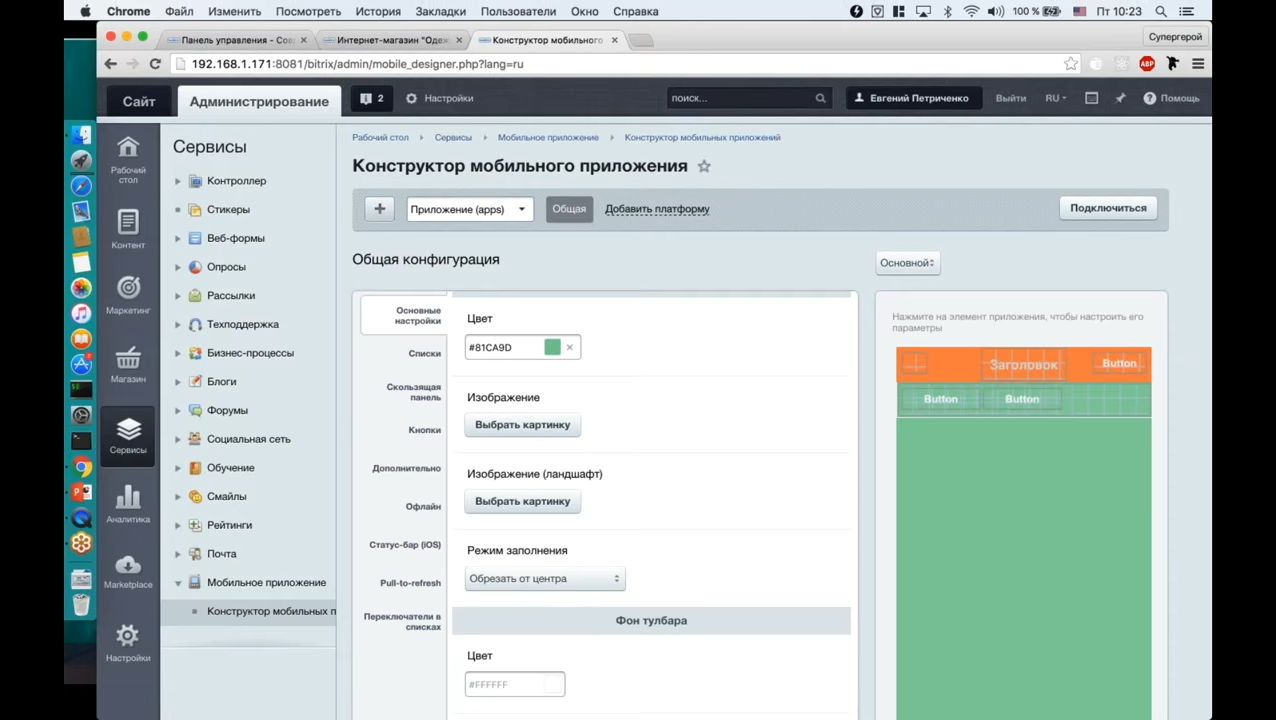 Chrome Файл Изменить Посмотреть История Закладки Пользователи Окно Справка 100 % Пт 10:23
Панель управления - Сов
Интернет-магазин "Одеж
Конструктор мобильного
Супергерой
192.168.1.171:8081/bitrix/admin/mobile_designer.php?lang=ru
ABP
Сайт
Администрирование
2
Настройки
поиск...
Евгений Петриченко
Выйти
RU
Помощь
Рабочий стол
Контент
Маркетинг
Магазин
Сервисы
Аналитика
Marketplace
Настройки
Сервисы
Контроллер
Стикеры
Веб-формы
Опросы
Рассылки
Техподдержка
Бизнес-процессы
Блоги
Форумы
Социальная сеть
Обучение
Смайлы
Рейтинги
Почта
Мобильное приложение
Конструктор мобильных п
Рабочий стол Сервисы Мобильное приложение Конструктор мобильных приложений
Конструктор мобильного приложения
+
Приложение (apps)
Общая
Добавить платформу
Подключиться
Общая конфигурация
Основной
Основные
настройки
Списки
Скользящая
панель
Кнопки
Дополнительно
Офлайн
Статус-бар (iOS)
Pull-to-refresh
Переключатели в
списках
Цвет
#81CA9D
Изображение
Выбрать картинку
Изображение (ландшафт)
Выбрать картинку
Режим заполнения
Обрезать от центра
Фон тулбара
Цвет
#FFFFFF
Нажмите на элемент приложения, чтобы настроить его
параметры
Заголовок
Button
Button
Button